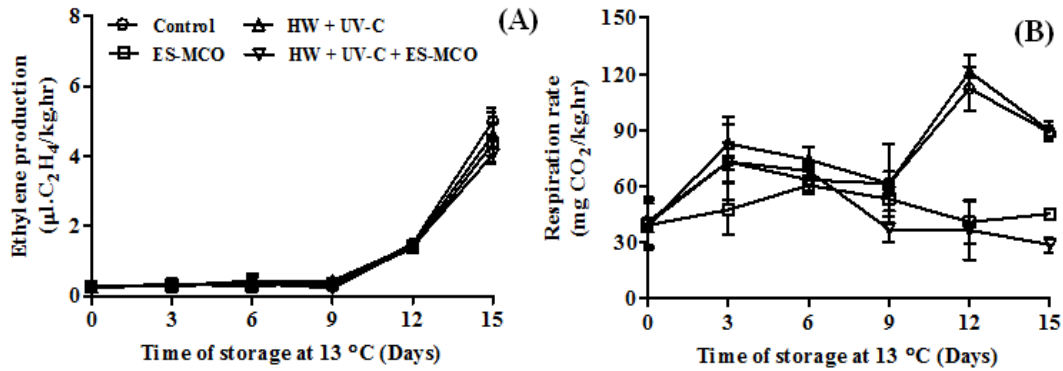 (A)
Control HW + UV-C
ES-MCO HW + UV-C + ES-MCO
Ethylene production
(µl.C₂H₄/kg.hr)
8
6
4
2
0
0 3 6 9 12 15
Time of storage at 13 °C (Days)
(B)
Respiration rate
(mg CO₂/kg.hr)
150
120
90
60
30
0
0 3 6 9 12 15
Time of storage at 13 °C (Days)